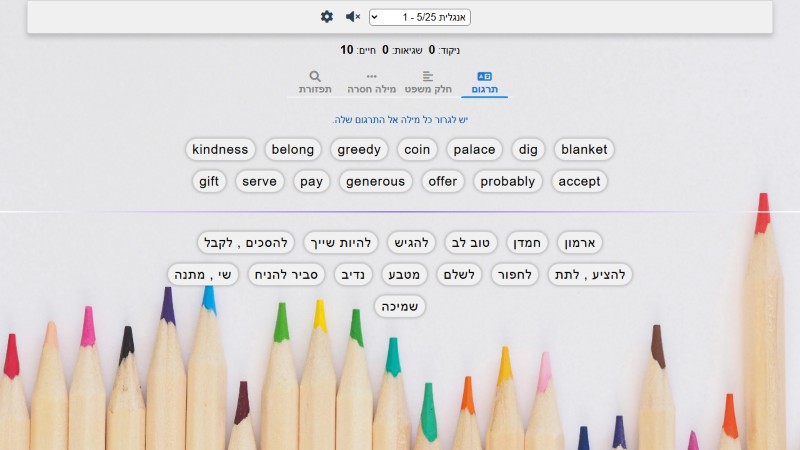 אנגלית 5/25 - 1
ניקוד: 0 שגיאות: 0 חיים: 10
תרגום חלק משפט מילה חסרה תפזורת
יש לגרור כל מילה אל התרגום שלה.
kindness belong greedy coin palace dig blanket
gift serve pay generous offer probably accept
ארמון חמדן טוב לב להגיש להיות שייך להסכים , לקבל
להציע , לתת לחפור לשלם מטבע נדיב סביר להניח שי , מתנה
שמיכה